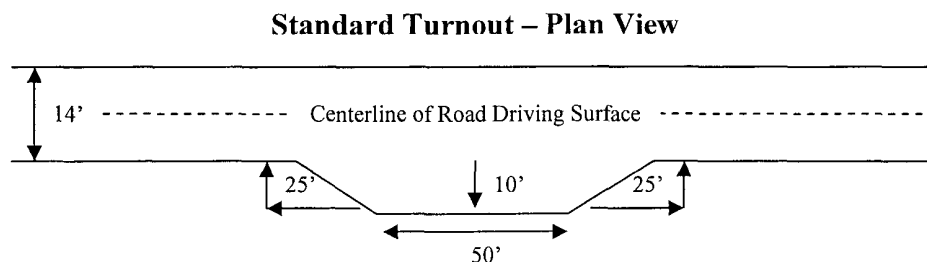 Standard Turnout – Plan View
14’ Centerline of Road Driving Surface
25’ 10’ 25’
50’